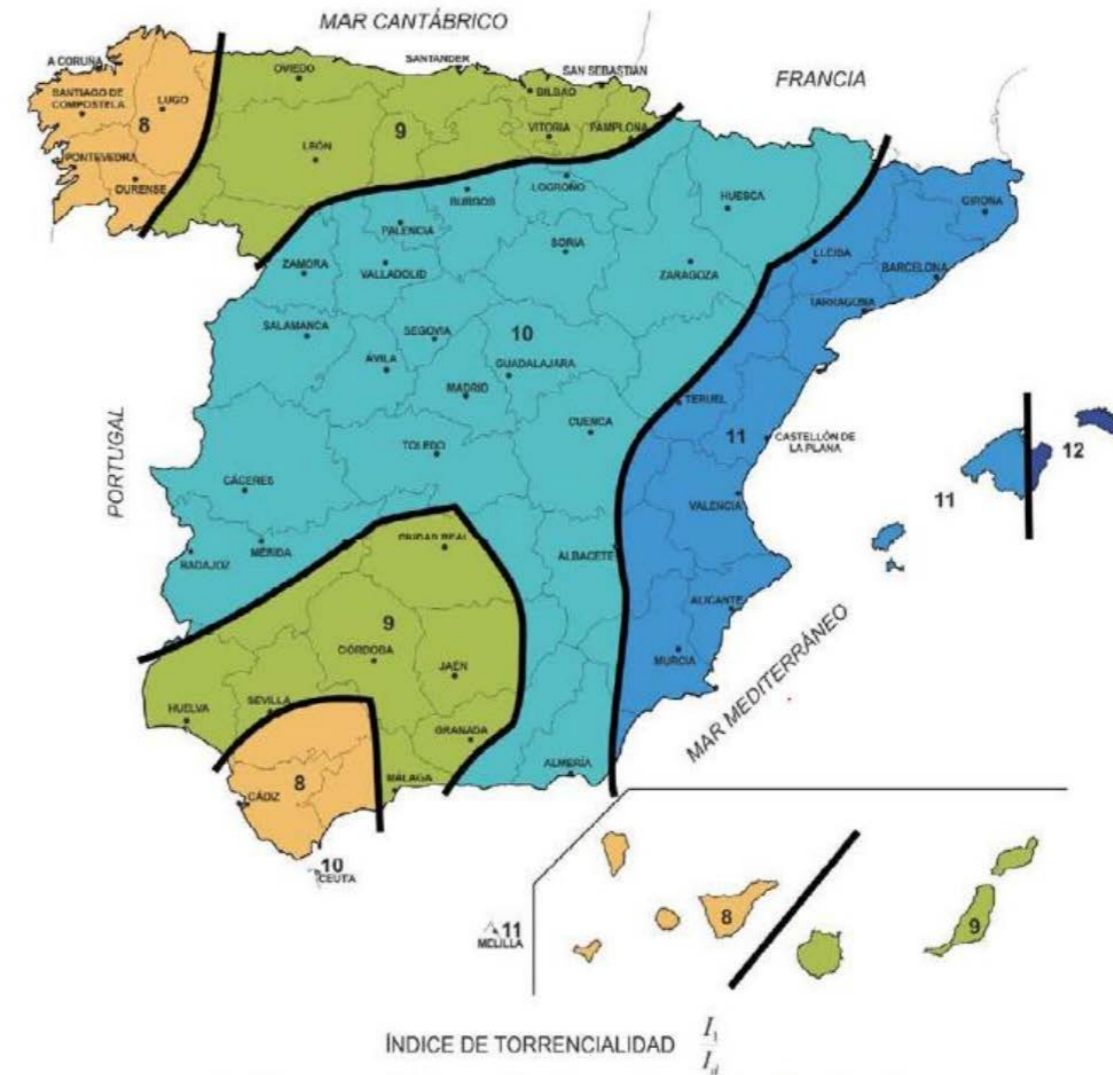 MAR CANTÁBRICO
A CORUÑA
OVIEDO
SANTANDER
SAN SEBASTIÁN
FRANCIA
SANTIAGO DE
COMPOSTELA
LUGO
BILBAO
8
9
VITORIA
PAMPLONA
LEÓN
PONTEVEDRA
OURENSE
LOGROÑO
BURGOS
HUESCA
GIRONA
PALENCIA
SORIA
ZAMORA
VALLADOLID
ZARAGOZA
LLEIDA
BARCELONA
TARRAGONA
SALAMANCA
SEGOVIA
10
ÁVILA
GUADALAJARA
MADRID
TERUEL
PORTUGAL
CUENCA
11
CASTELLÓN DE
LA PLANA
12
TOLEDO
CÁCERES
VALENCIA
11
CIUDAD REAL
MÉRIDA
BADAJOZ
ALBACETE
ALICANTE
9
CÓRDOBA
JAÉN
MURCIA
MAR MEDITERRÁNEO
HUELVA
SEVILLA
GRANADA
8
CÁDIZ
MÁLAGA
ALMERÍA
10
CEUTA
8
9
11
MELILLA
ÍNDICE DE TORRENCIALIDAD I₁
I_d